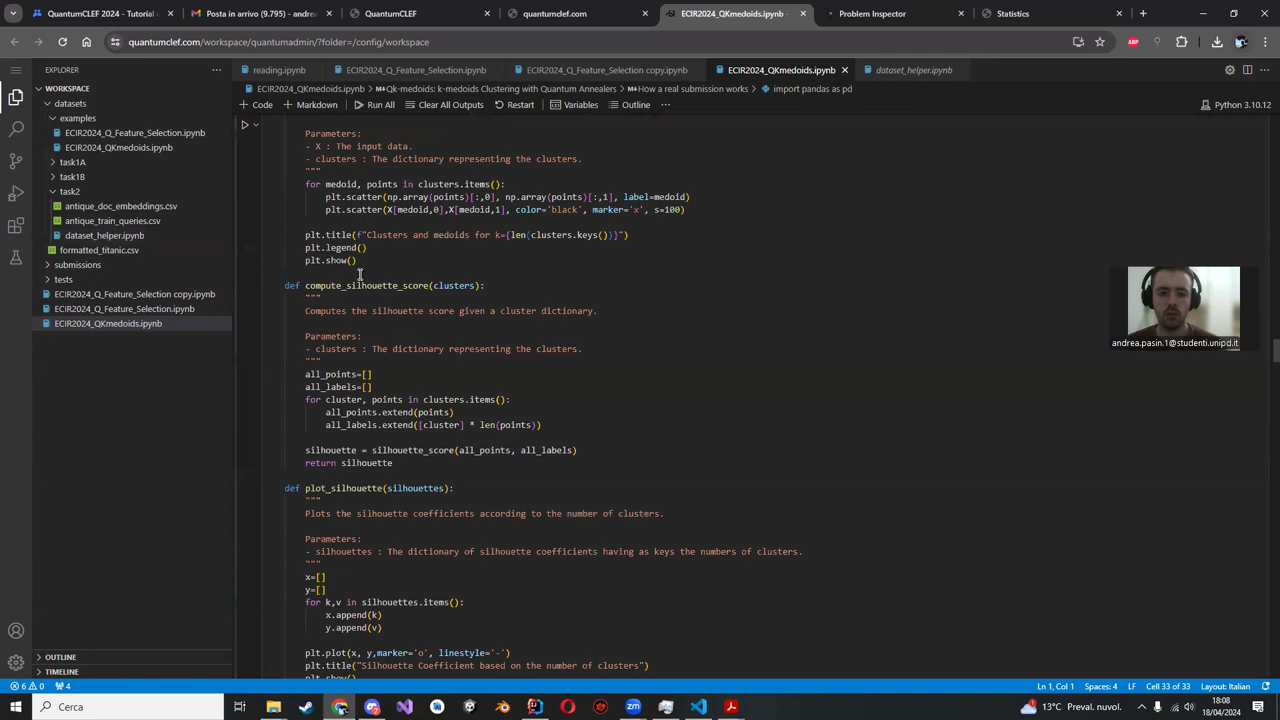 QuantumCLEF 2024 - Tutorial
Posta in arrivo (9.795) - andrea
QuantumCLEF
quantumclef.com
ECIR2024_QKmedoids.ipynb -
Problem Inspector
Statistics
quantumclef.com/workspace/quantumadmin/?folder=/config/workspace
EXPLORER
reading.ipynb
ECIR2024_Q_Feature_Selection.ipynb
ECIR2024_Q_Feature_Selection copy.ipynb
ECIR2024_QKmedoids.ipynb
dataset_helper.ipynb
WORKSPACE
ECIR2024_QKmedoids.ipynb > Qk-medoids: k-medoids Clustering with Quantum Annealers > How a real submission works > import pandas as pd
+ Code
+ Markdown
Run All
Clear All Outputs
Restart
Variables
Outline
Python 3.10.12
datasets
examples
ECIR2024_Q_Feature_Selection.ipynb
ECIR2024_QKmedoids.ipynb
task1A
task1B
task2
antique_doc_embeddings.csv
antique_train_queries.csv
dataset_helper.ipynb
formatted_titanic.csv
submissions
tests
ECIR2024_Q_Feature_Selection copy.ipynb
ECIR2024_Q_Feature_Selection.ipynb
ECIR2024_QKmedoids.ipynb
OUTLINE
TIMELINE
Parameters:
- X : The input data.
- clusters : The dictionary representing the clusters.
"""
for medoid, points in clusters.items():
plt.scatter(np.array(points)[:,0], np.array(points)[:,1], label=medoid)
plt.scatter(X[medoid,0],X[medoid,1], color='black', marker='x', s=100)
plt.title(f"Clusters and medoids for k={len(clusters.keys())}")
plt.legend()
plt.show()
def compute_silhouette_score(clusters):
"""
Computes the silhouette score given a cluster dictionary.
Parameters:
- clusters : The dictionary representing the clusters.
"""
all_points=[]
all_labels=[]
for cluster, points in clusters.items():
all_points.extend(points)
all_labels.extend([cluster] * len(points))
silhouette = silhouette_score(all_points, all_labels)
return silhouette
def plot_silhouette(silhouettes):
"""
Plots the silhouette coefficients according to the number of clusters.
Parameters:
- silhouettes : The dictionary of silhouette coefficients having as keys the numbers of clusters.
"""
x=[]
y=[]
for k,v in silhouettes.items():
x.append(k)
y.append(v)
plt.plot(x, y,marker='o', linestyle='-')
plt.title("Silhouette Coefficient based on the number of clusters")
plt.show()
andrea.pasin.1@studenti.unipd.it
6 0 4
Ln 1, Col 1
Spaces: 4
LF
Cell 33 of 33
Layout: Italian
Cerca
13°C Preval. nuvol.
18:08
18/04/2024